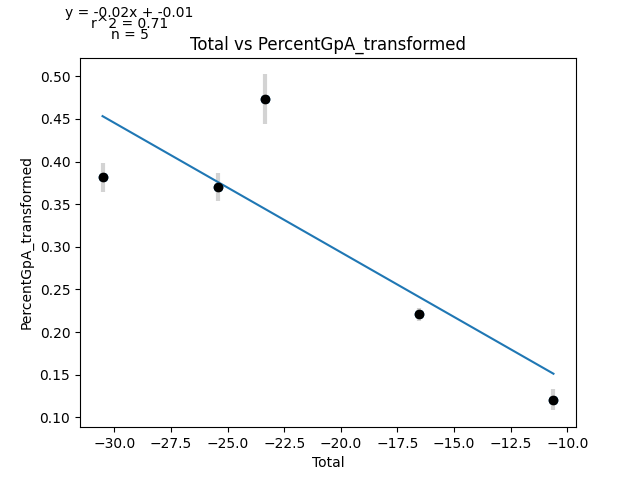 y = -0.02x + -0.01
r^2 = 0.71
n = 5
Total vs PercentGpA_transformed
PercentGpA_transformed
0.50
0.45
0.40
0.35
0.30
0.25
0.20
0.15
0.10
−30.0 −27.5 −25.0 −22.5 −20.0 −17.5 −15.0 −12.5 −10.0
Total